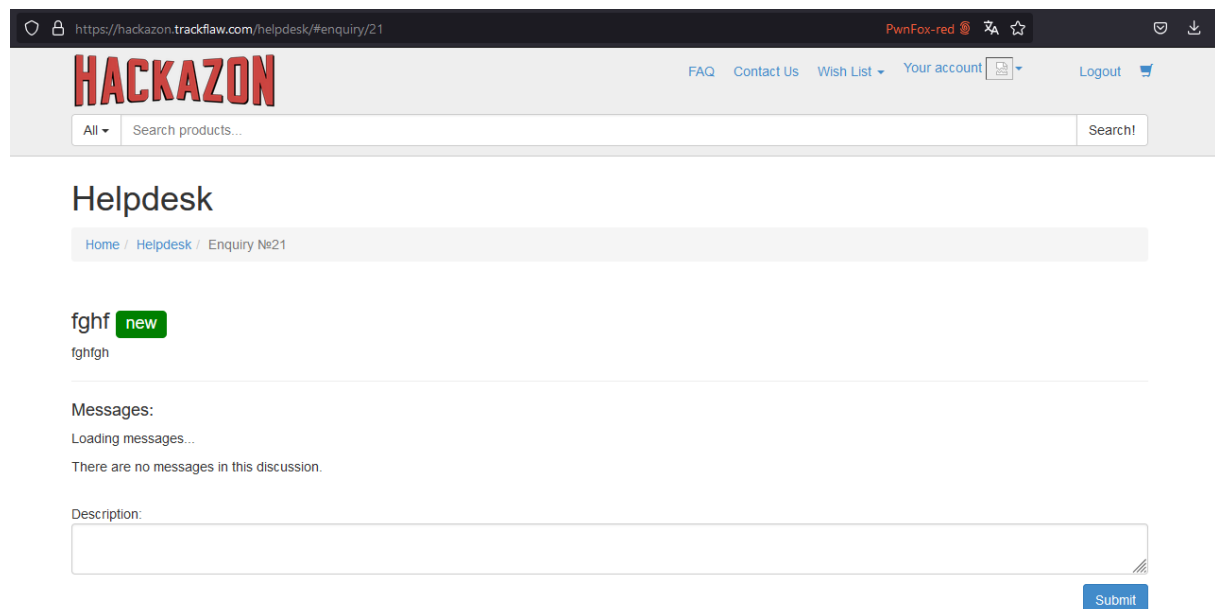 https://hackazon.trackflaw.com/helpdesk/#enquiry/21 PwnFox-red
HACKAZON
FAQ Contact Us Wish List Your account Logout
All Search products... Search!
Helpdesk
Home / Helpdesk / Enquiry №21
fghf new
fghfgh
Messages:
Loading messages...
There are no messages in this discussion.
Description:
Submit